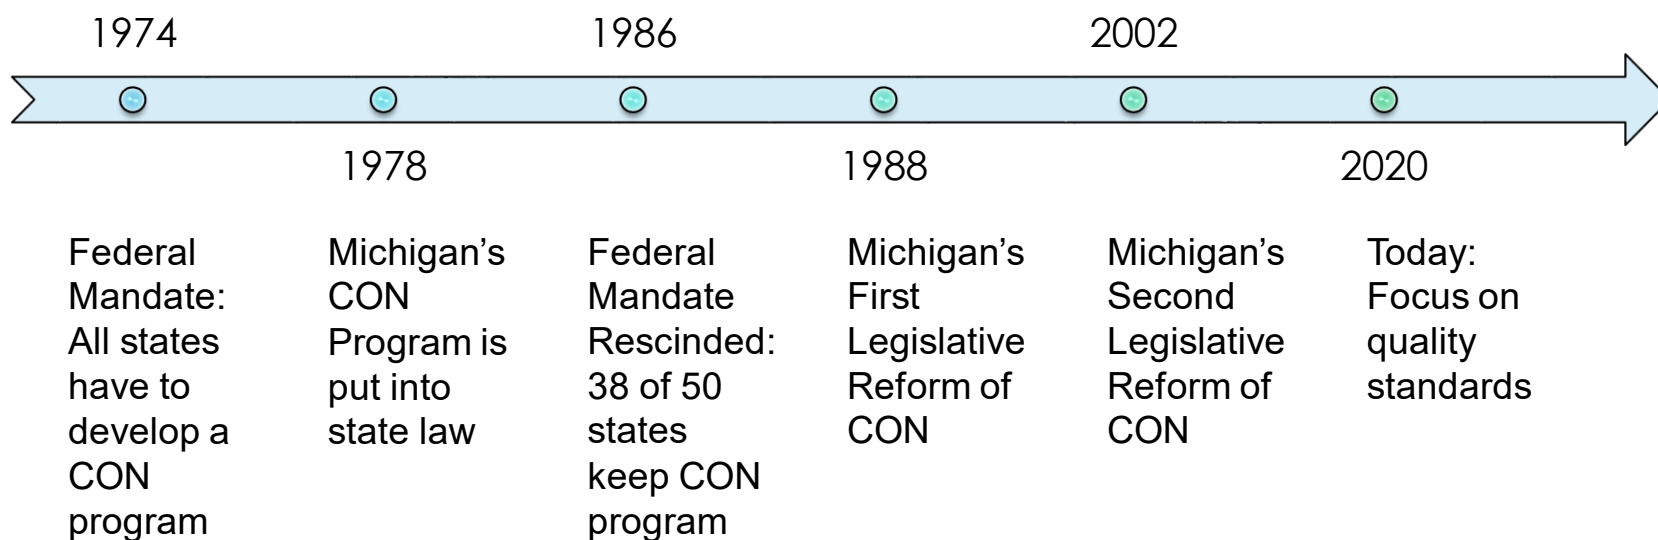 1974
1986
2002
1978
1988
2020
Federal
Mandate:
All states
have to
develop a
CON
program
Michigan’s
CON
Program is
put into
state law
Federal
Mandate
Rescinded:
38 of 50
states
keep CON
program
Michigan’s
First
Legislative
Reform of
CON
Michigan’s
Second
Legislative
Reform of
CON
Today:
Focus on
quality
standards